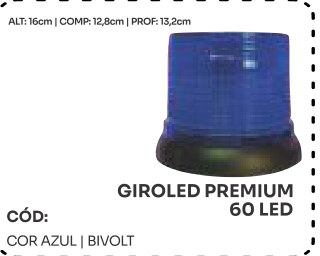 ALT: 16cm | COMP: 12,8cm | PROF: 13,2cm
GIROLED PREMIUM
60 LED
CÓD:
COR AZUL | BIVOLT